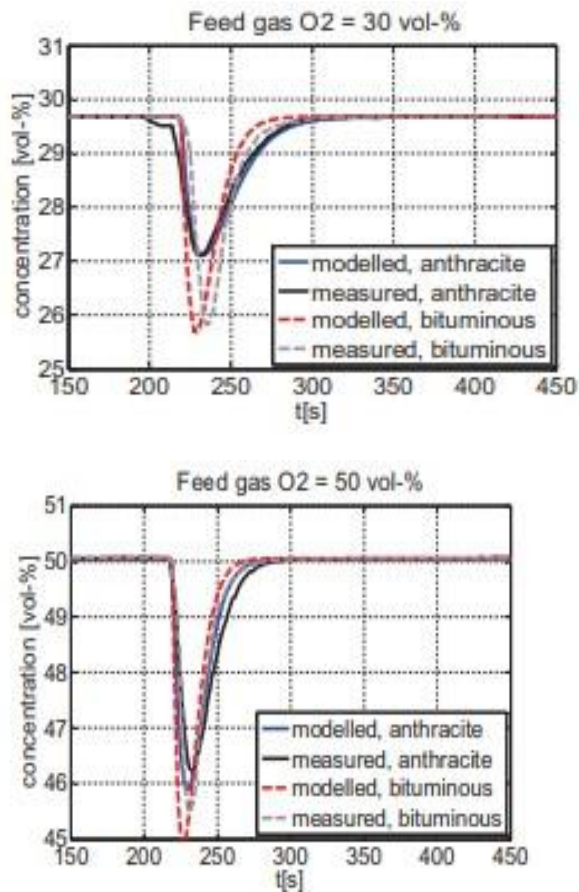 Feed gas O2 = 30 vol-%
31
30
29
28
27
26
25
concentration [vol-%]
modelled, anthracite
measured, anthracite
modelled, bituminous
measured, bituminous
150 200 250 300 350 400 450
t[s]
Feed gas O2 = 50 vol-%
51
50
49
48
47
46
45
concentration [vol-%]
modelled, anthracite
measured, anthracite
modelled, bituminous
measured, bituminous
150 200 250 300 350 400 450
t[s]